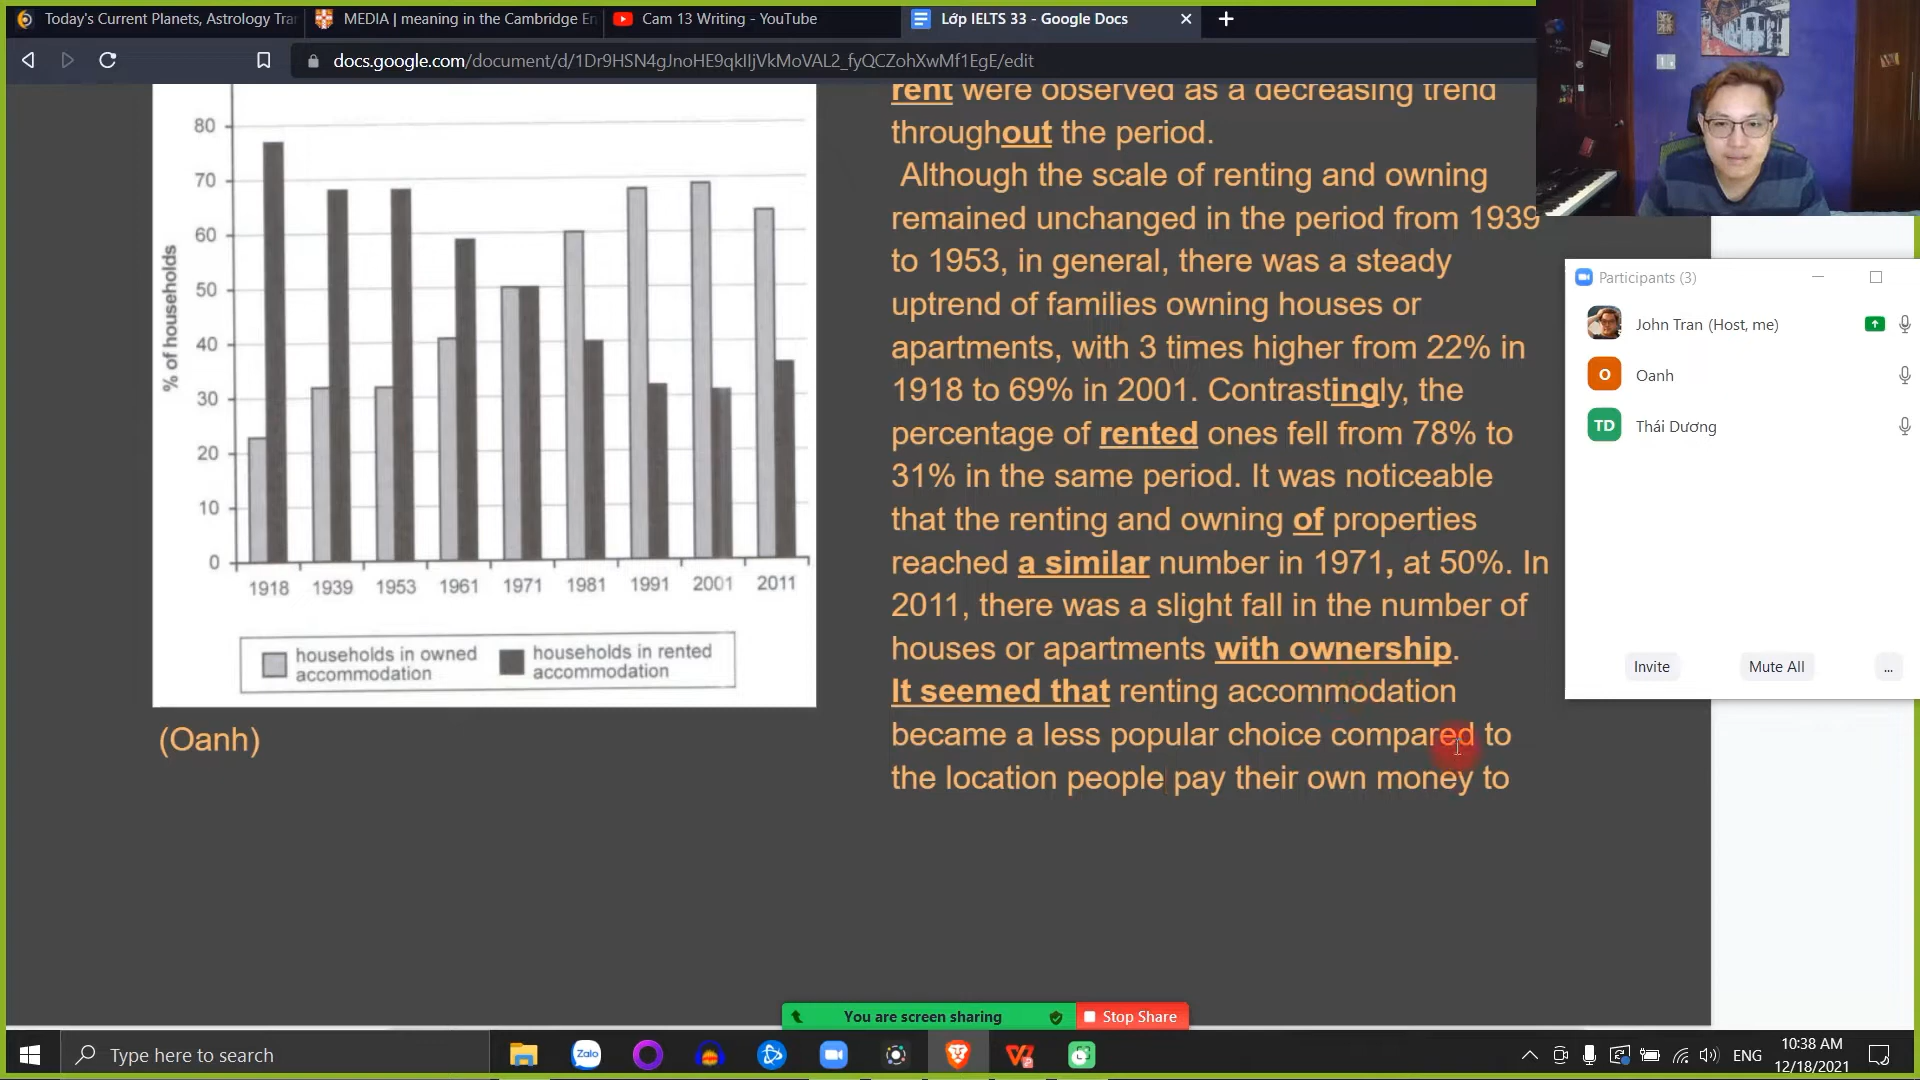 Today's Current Planets, Astrology Tra
MEDIA | meaning in the Cambridge En
Cam 13 Writing - YouTube
Lớp IELTS 33 - Google Docs
docs.google.com/document/d/1Dr9HSN4gJnoHE9qkIIjVkMoVAL2_fyQCZohXwMf1EgE/edit
80
70
60
50
40
30
20
10
0
% of households
1918 1939 1953 1961 1971 1981 1991 2001 2011
households in owned accommodation
households in rented accommodation
(Oanh)
rent were observed as a decreasing trend
throughout the period.
Although the scale of renting and owning
remained unchanged in the period from 1939
to 1953, in general, there was a steady
uptrend of families owning houses or
apartments, with 3 times higher from 22% in
1918 to 69% in 2001. Contrastingly, the
percentage of rented ones fell from 78% to
31% in the same period. It was noticeable
that the renting and owning of properties
reached a similar number in 1971, at 50%. In
2011, there was a slight fall in the number of
houses or apartments with ownership.
It seemed that renting accommodation
became a less popular choice compared to
the location people pay their own money to
Participants (3)
John Tran (Host, me)
O Oanh
TD Thái Dương
Invite Mute All ...
You are screen sharing Stop Share
Type here to search
Zalo
ENG
10:38 AM
12/18/2021